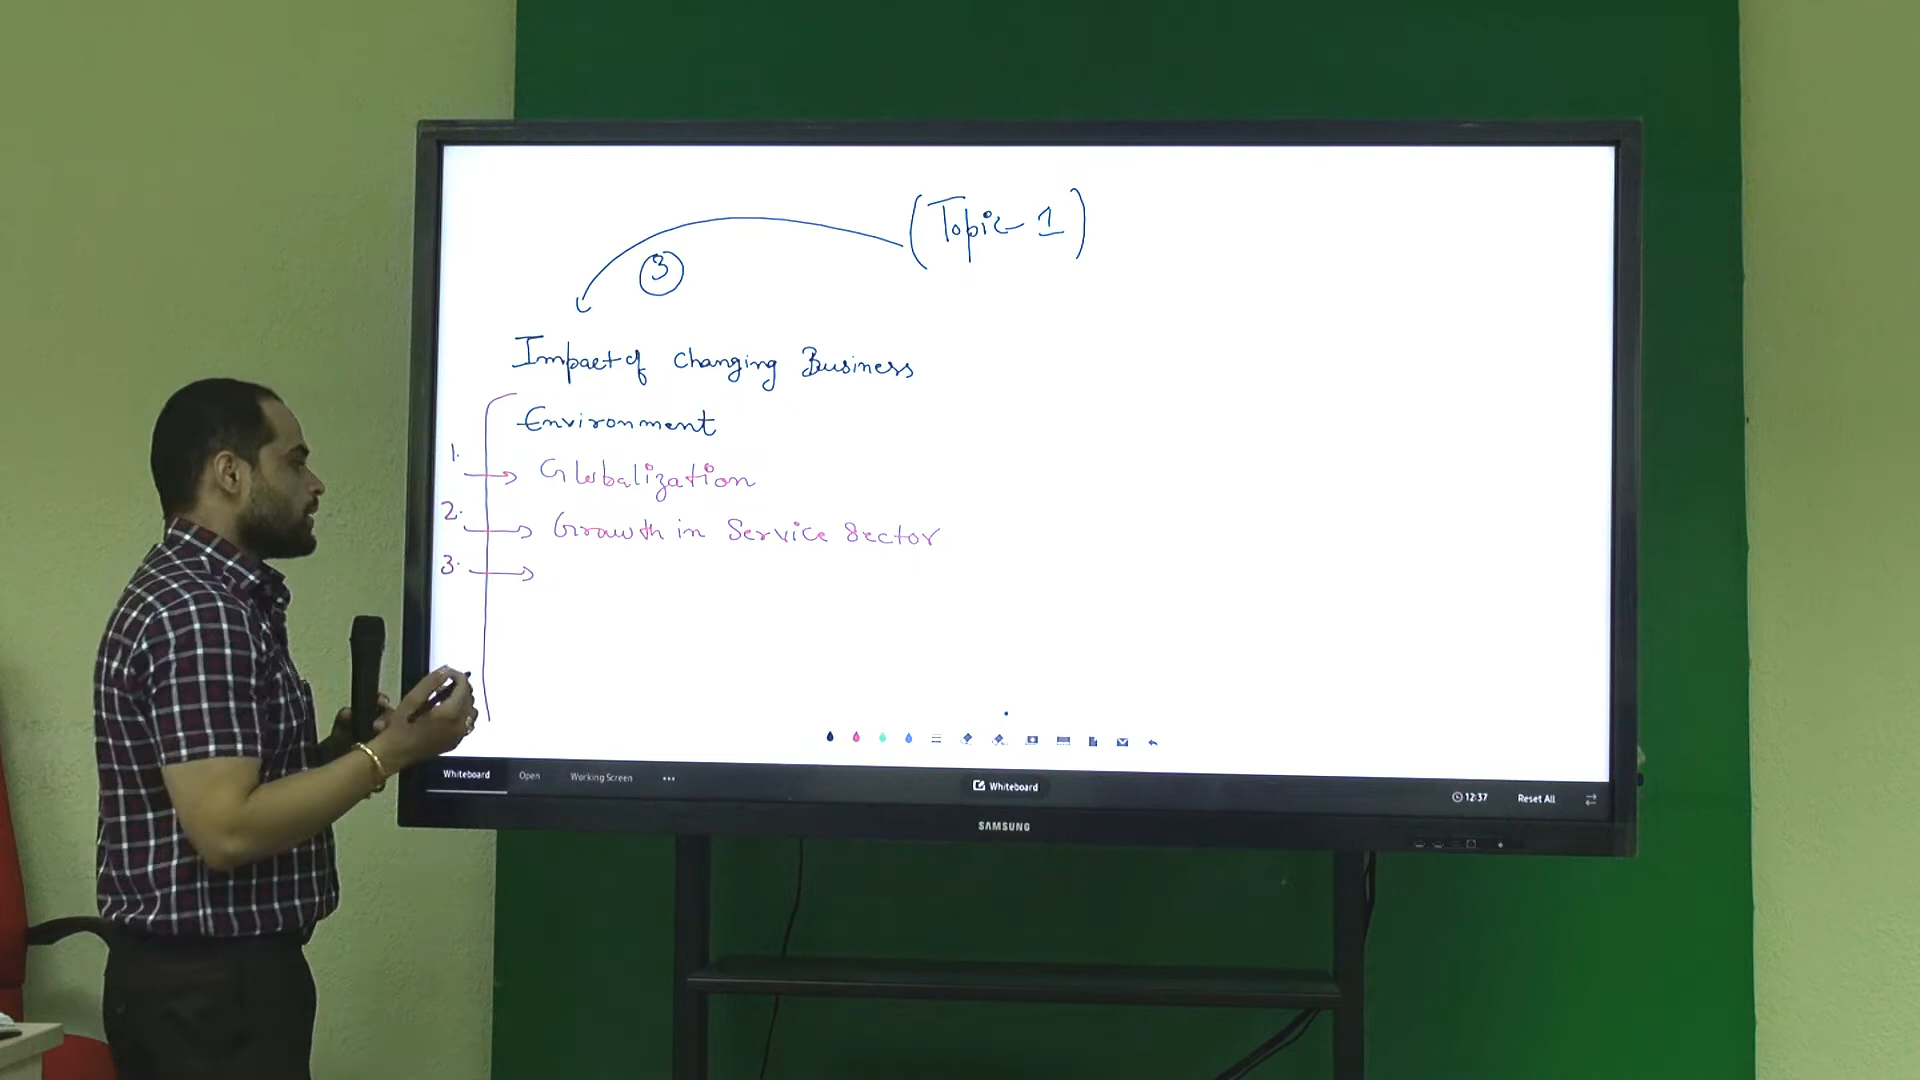 (Topic-1)
3
Impact of changing Business
Environment
1. Globalization
2. Growth in Service Sector
3.
Whiteboard Open Working Screen •••
Whiteboard
12:37 Reset All
SAMSUNG